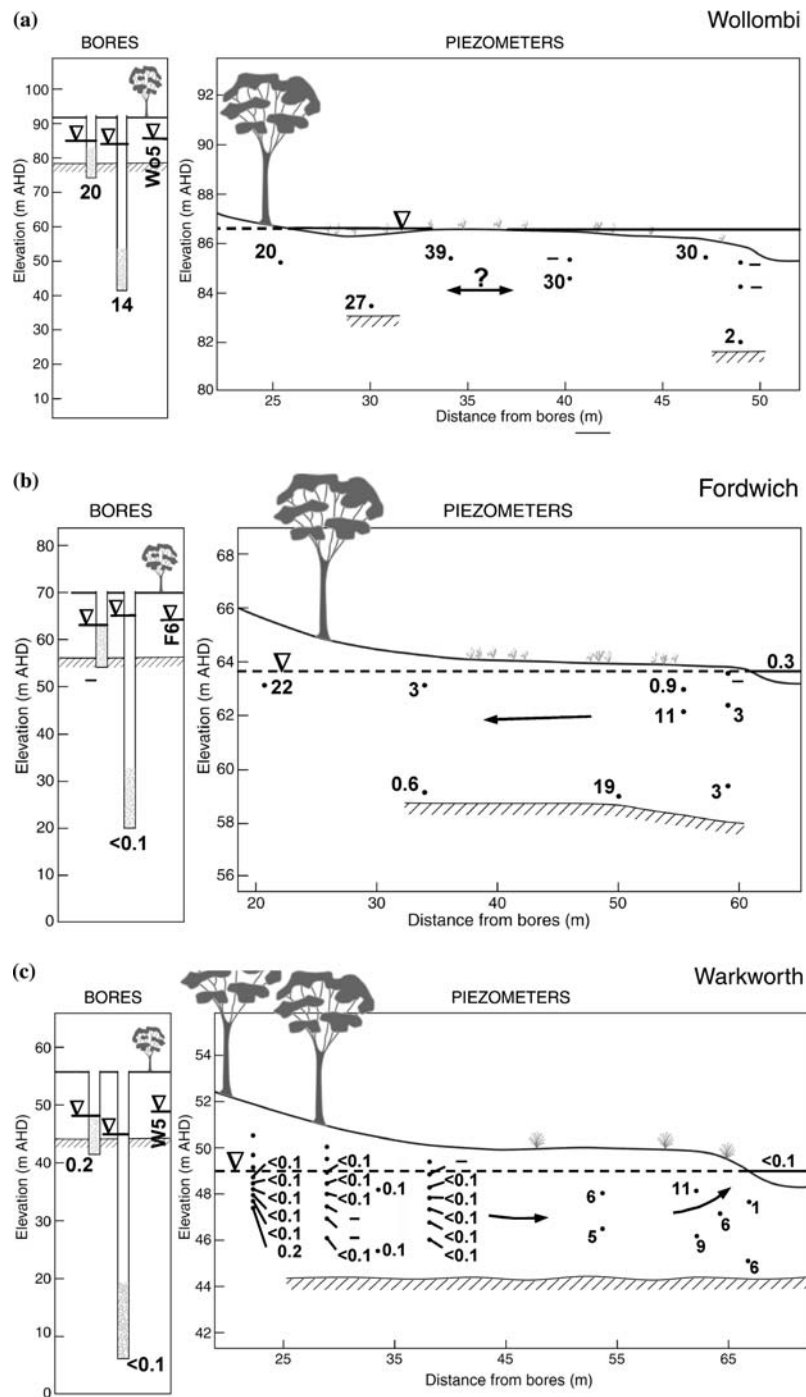 (a) Wollombi
BORES PIEZOMETERS
Elevation (m AHD)
100
90
80
70
60
50
40
30
20
10
Wo5
20
14
Elevation (m AHD)
92
90
88
86
84
82
80
20
39
–
30
30
–
–
?
27
2
25 30 35 40 45 50
Distance from bores (m)
(b) Fordwich
BORES PIEZOMETERS
Elevation (m AHD)
80
70
60
50
40
30
20
10
0
F6
–
<0.1
Elevation (m AHD)
68
66
64
62
60
58
56
0.3
22
3
0.9
–
11
3
0.6
19
3
20 30 40 50 60
Distance from bores (m)
(c) Warkworth
BORES PIEZOMETERS
Elevation (m AHD)
60
50
40
30
20
10
0
W5
0.2
<0.1
Elevation (m AHD)
54
52
50
48
46
44
42
<0.1 <0.1 – <0.1
<0.1 <0.1 0.1 <0.1 11
<0.1 <0.1 <0.1 6 1
<0.1 – <0.1 6
<0.1 – <0.1 5 9
0.2 <0.1 0.1 <0.1 6
25 35 45 55 65
Distance from bores (m)